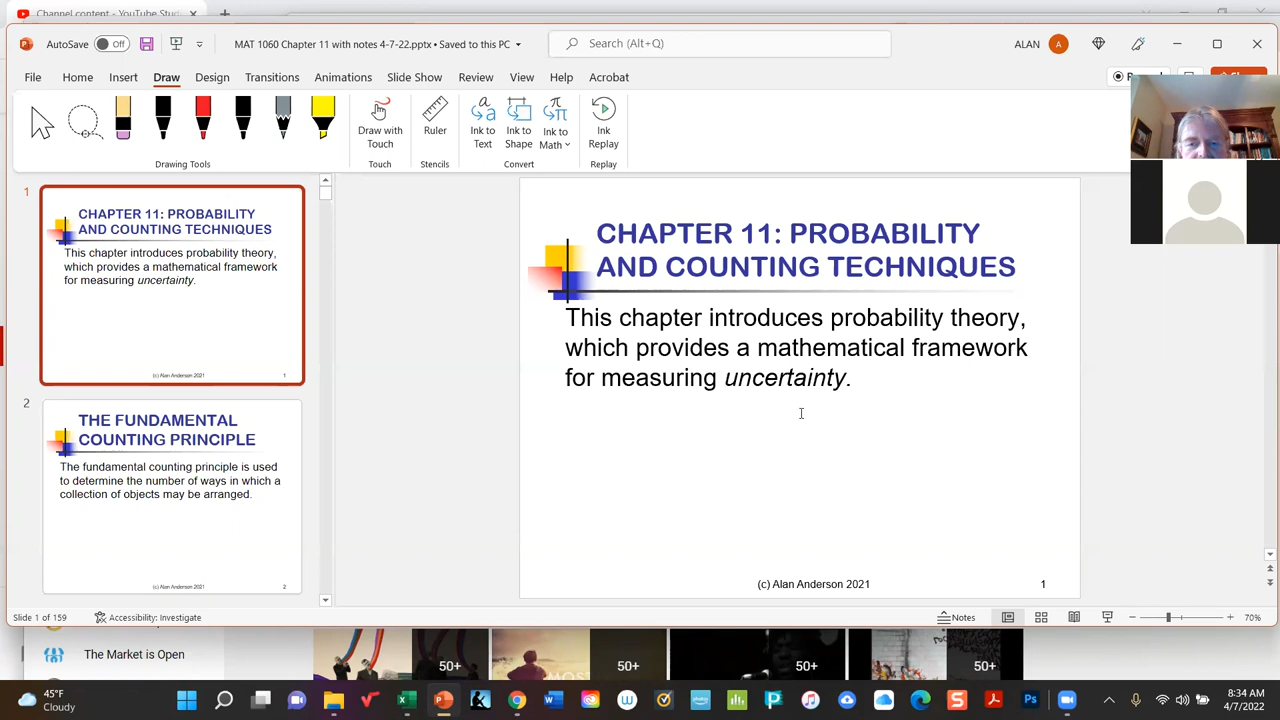 Channel content - YouTube Studi
AutoSave
Off
MAT 1060 Chapter 11 with notes 4-7-22.pptx • Saved to this PC
Search (Alt+Q)
ALAN
A
File
Home
Insert
Draw
Design
Transitions
Animations
Slide Show
Review
View
Help
Acrobat
Draw with
Touch
Ruler
Ink to
Text
Ink to
Shape
Ink to
Math
Ink
Replay
Drawing Tools
Touch
Stencils
Convert
Replay
1
CHAPTER 11: PROBABILITY
AND COUNTING TECHNIQUES
This chapter introduces probability theory,
which provides a mathematical framework
for measuring uncertainty.
(c) Alan Anderson 2021
1
2
THE FUNDAMENTAL
COUNTING PRINCIPLE
The fundamental counting principle is used
to determine the number of ways in which a
collection of objects may be arranged.
(c) Alan Anderson 2021
2
CHAPTER 11: PROBABILITY
AND COUNTING TECHNIQUES
This chapter introduces probability theory,
which provides a mathematical framework
for measuring uncertainty.
(c) Alan Anderson 2021
1
Slide 1 of 159
Accessibility: Investigate
Notes
70%
The Market is Open
50+
50+
50+
50+
45°F
Cloudy
8:34 AM
4/7/2022